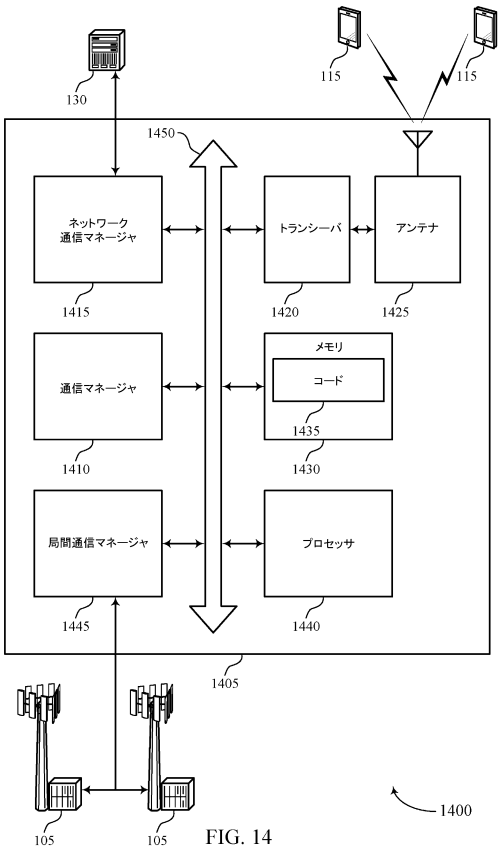 130
115
115
1450
ネットワーク
通信マネージャ
1415
トランシーバ
1420
アンテナ
1425
通信マネージャ
1410
メモリ
コード
1435
1430
局間通信マネージャ
1445
プロセッサ
1440
1405
105
105
1400
FIG. 14